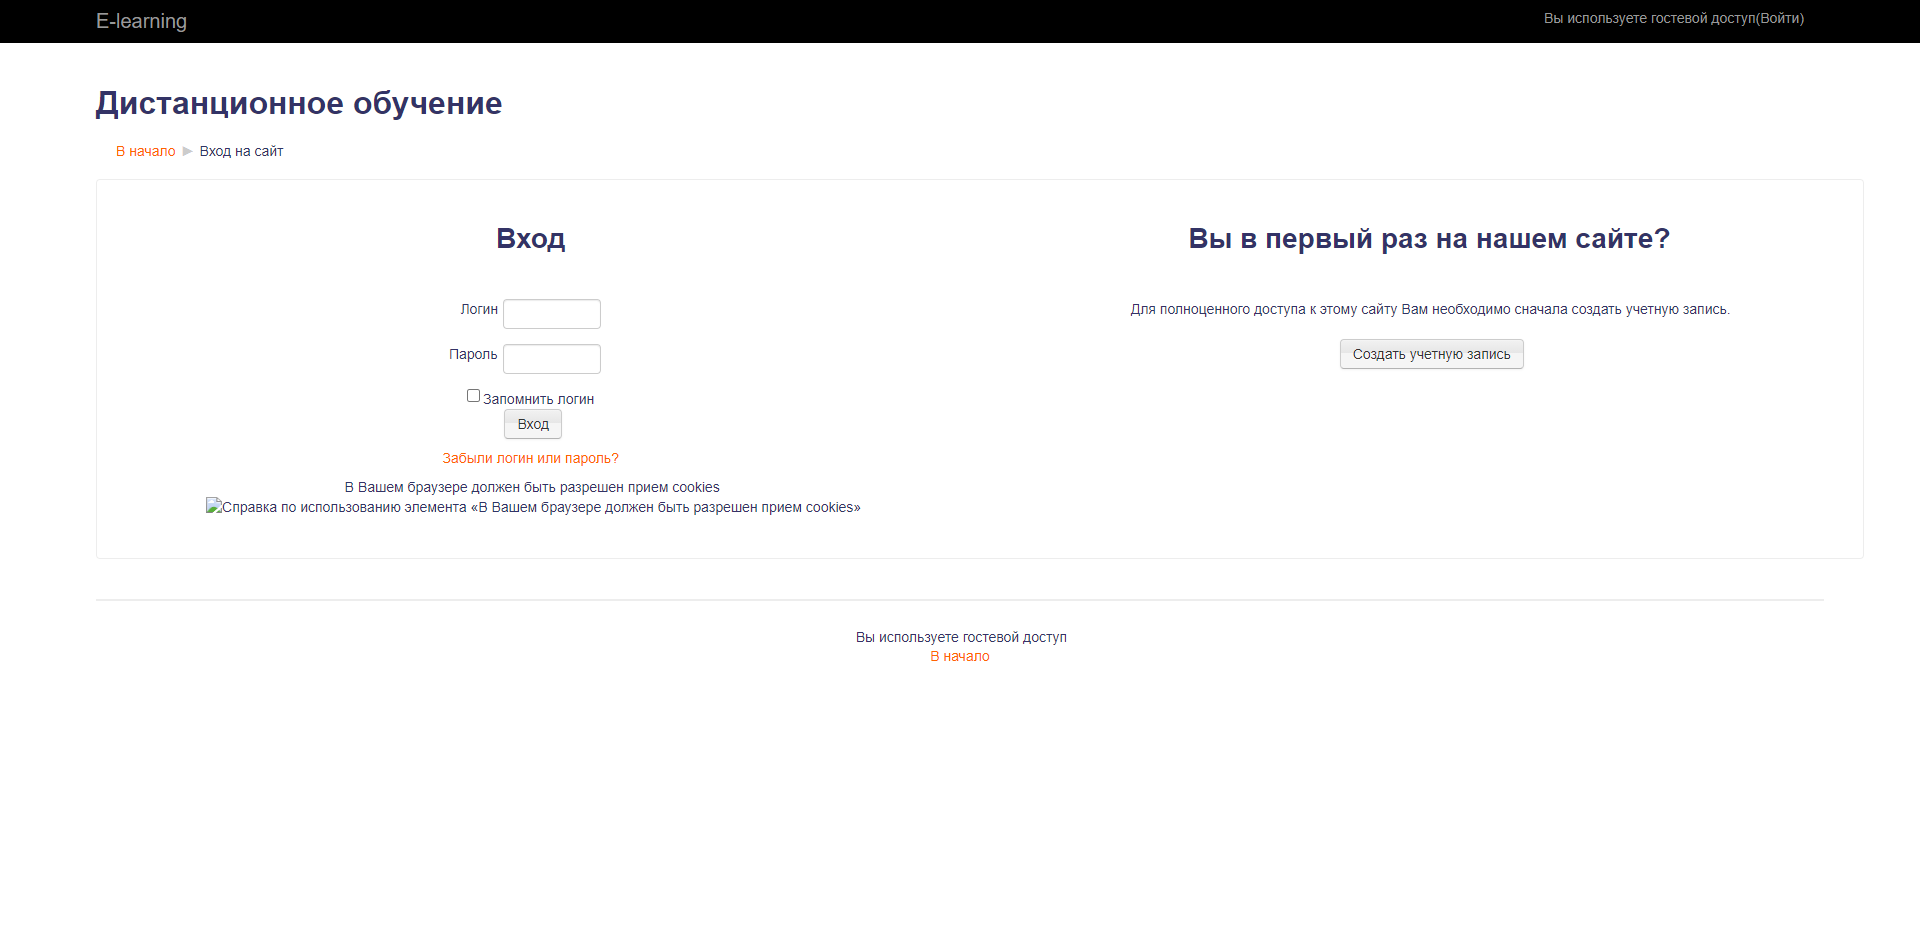 E-learning
Вы используете гостевой доступ(Войти)
Дистанционное обучение
В начало ► Вход на сайт
Вход
Логин
Пароль
Запомнить логин
Вход
Забыли логин или пароль?
В Вашем браузере должен быть разрешен прием cookies
Справка по использованию элемента «В Вашем браузере должен быть разрешен прием cookies»
Вы в первый раз на нашем сайте?
Для полноценного доступа к этому сайту Вам необходимо сначала создать учетную запись.
Создать учетную запись
Вы используете гостевой доступ
В начало